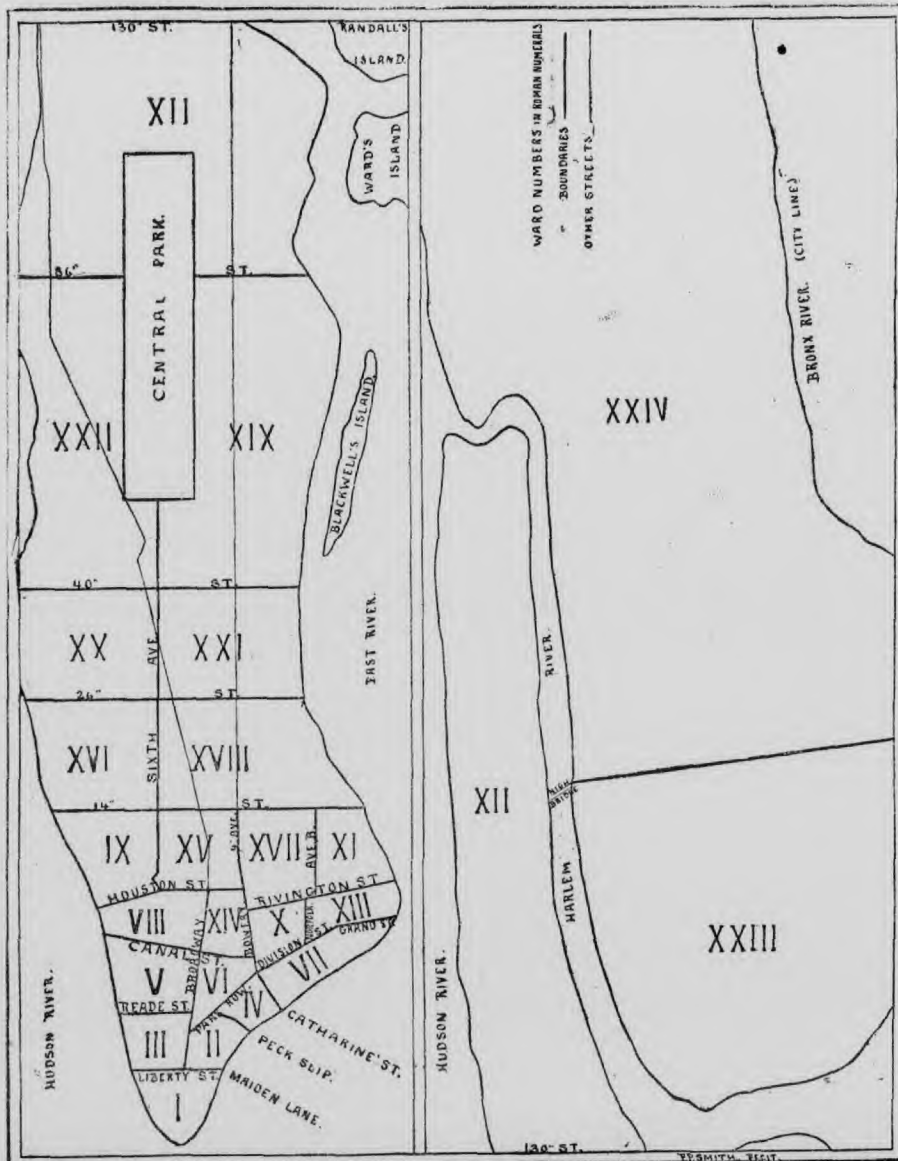 130" ST.
RANDALL'S
ISLAND.
XII
WARD'S
ISLAND
CENTRAL PARK.
86" ST.
XXII
XIX
BLACKWELL'S ISLAND.
40" ST.
XX
SIXTH AVE.
XXI
EAST RIVER.
26" ST.
XVI
XVIII
14" ST.
IX
XV
4" AVE.
XVII
AVE B.
XI
HOUSTON ST.
RIVINGTON ST
VIII
BROADWAY
XIV
BOWERY
X
NORFOLK
XIII
CANAL ST.
DIVISION ST.
GRAND ST
V
VI
VII
READE ST.
PARK ROW.
IV
CATHARINE ST.
III
II
PECK SLIP.
LIBERTY ST.
MAIDEN LANE.
I
HUDSON RIVER.
WARD NUMBERS IN ROMAN NUMERALS
" BOUNDARIES
OTHER STREETS
BRONX RIVER. (CITY LINE)
XXIV
XII
HARLEM RIVER.
HIGH
BRIDGE
XXIII
HUDSON RIVER.
130" ST.